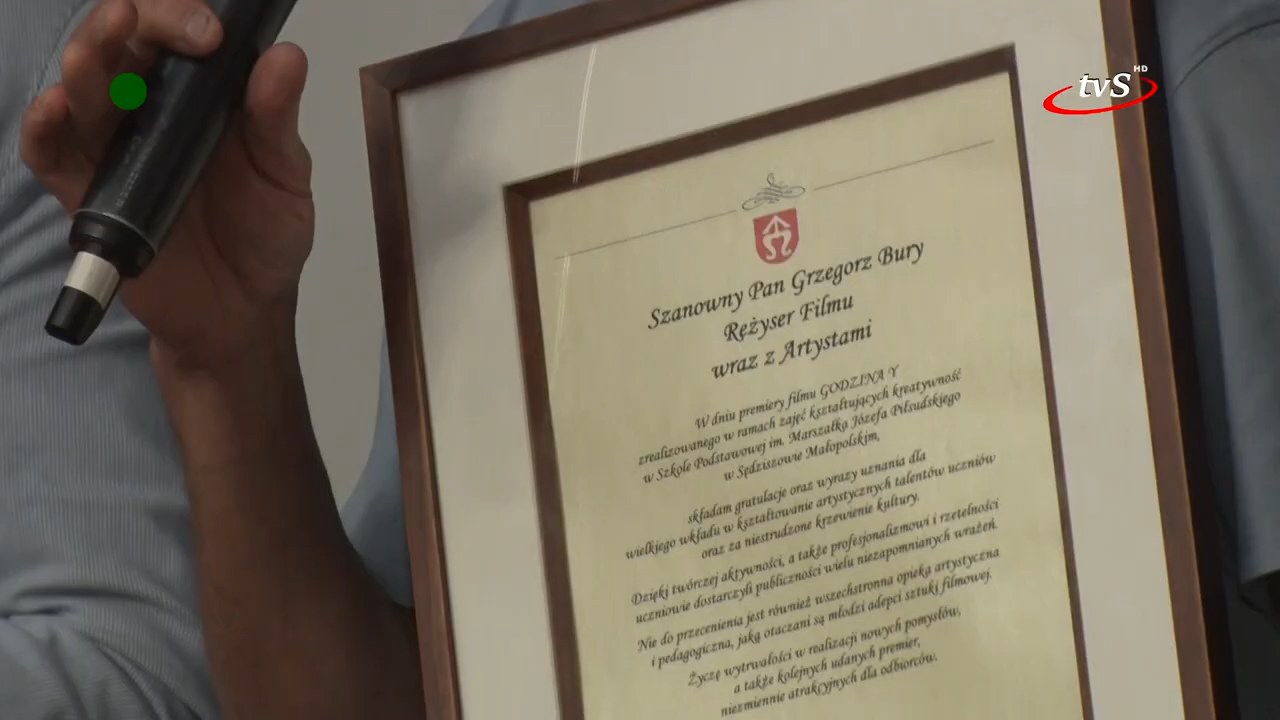 tvS HD
Szanowny Pan Grzegorz Bury
Reżyser Filmu
wraz z Artystami
W dniu premiery filmu GODZINA Y
zrealizowanego w ramach zajęć kształtujących kreatywność
w Szkole Podstawowej im. Marszałka Józefa Piłsudskiego
w Sędziszowie Małopolskim,
składam gratulacje oraz wyrazy uznania dla
wielkiego wkładu w kształtowanie artystycznych talentów uczniów
oraz za niestrudzone krzewienie kultury.
Dzięki twórczej aktywności, a także profesjonalizmowi i rzetelności
uczniowie dostarczyli publiczności wielu niezapomnianych wrażeń.
Nie do przecenienia jest również wszechstronna opieka artystyczna
i pedagogiczna, jaką otaczani są młodzi adepci sztuki filmowej.
Życzę wytrwałości w realizacji nowych pomysłów,
a także kolejnych udanych premier,
niezmiennie atrakcyjnych dla odbiorców.